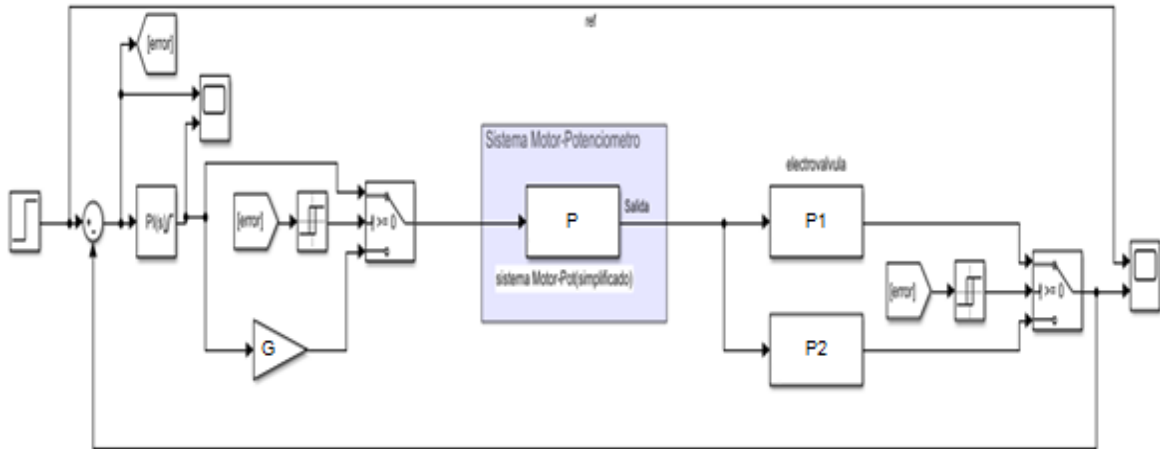 ref
[error]
Sistema Motor-Potenciometro
electrovalvula
PI(s)
[error]
>= 0
P
Salida
P1
sistema Motor-Pot(simplificado)
[error]
>= 0
G
P2